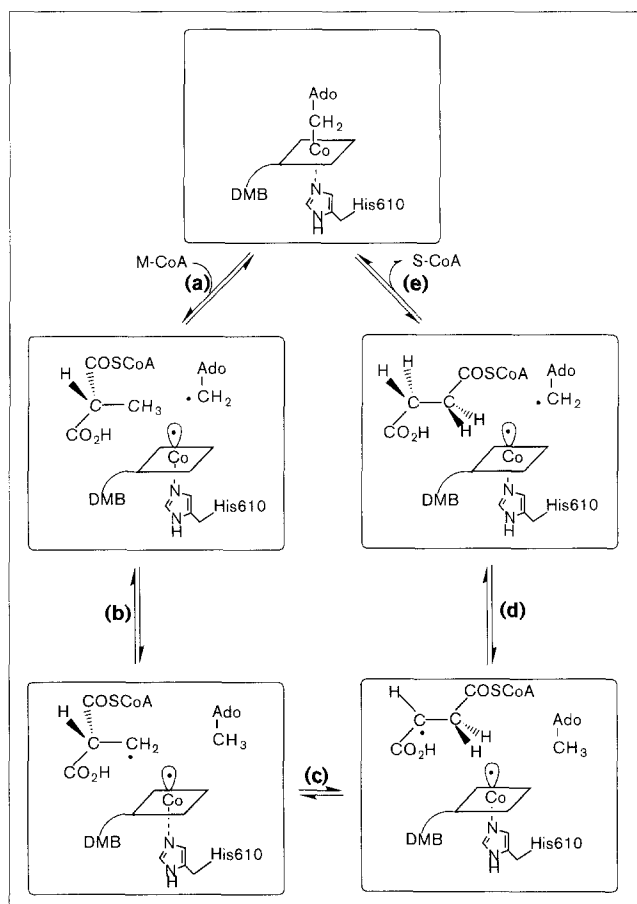 Ado
CH2
Co
DMB
N
N
H
His610
M-CoA
(a)
(e)
S-CoA
COSCoA
H
C
CH3
CO2H
Ado
· CH2
Co
DMB
N
N
H
His610
H
COSCoA
H
C
C
H
H
CO2H
Ado
· CH2
Co
DMB
N
N
H
His610
(b)
(d)
COSCoA
H
C
CH2
CO2H
Ado
CH3
Co
DMB
N
N
H
His610
(c)
H
COSCoA
C
C
H
H
CO2H
Ado
CH3
Co
DMB
N
N
H
His610